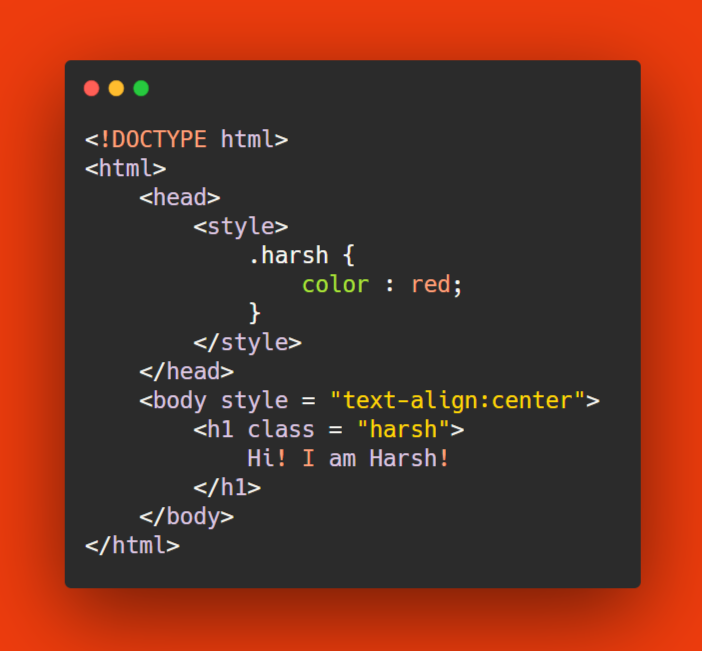 <!DOCTYPE html>
<html>
    <head>
        <style>
            .harsh {
                color : red;
            }
        </style>
    </head>
    <body style = "text-align:center">
        <h1 class = "harsh">
            Hi! I am Harsh!
        </h1>
    </body>
</html>